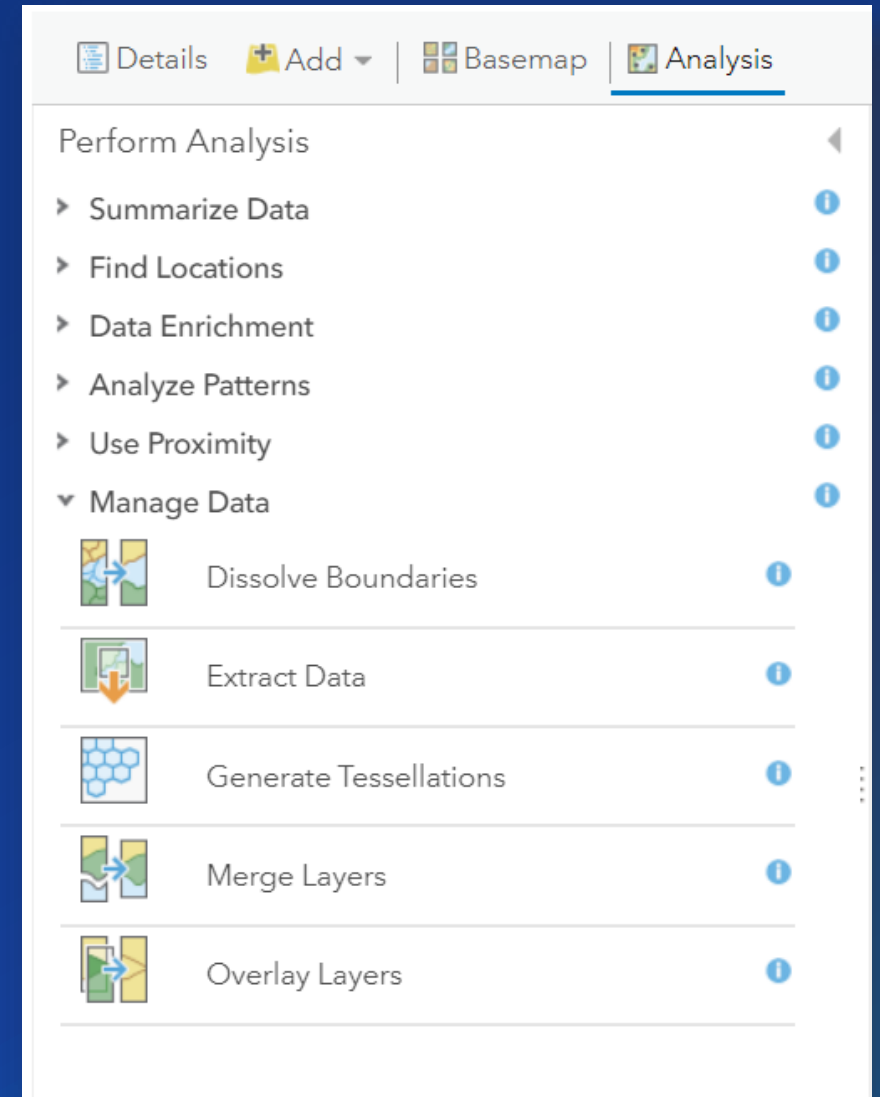 Details Add Basemap Analysis
Perform Analysis
Summarize Data
Find Locations
Data Enrichment
Analyze Patterns
Use Proximity
Manage Data
Dissolve Boundaries
Extract Data
Generate Tessellations
Merge Layers
Overlay Layers